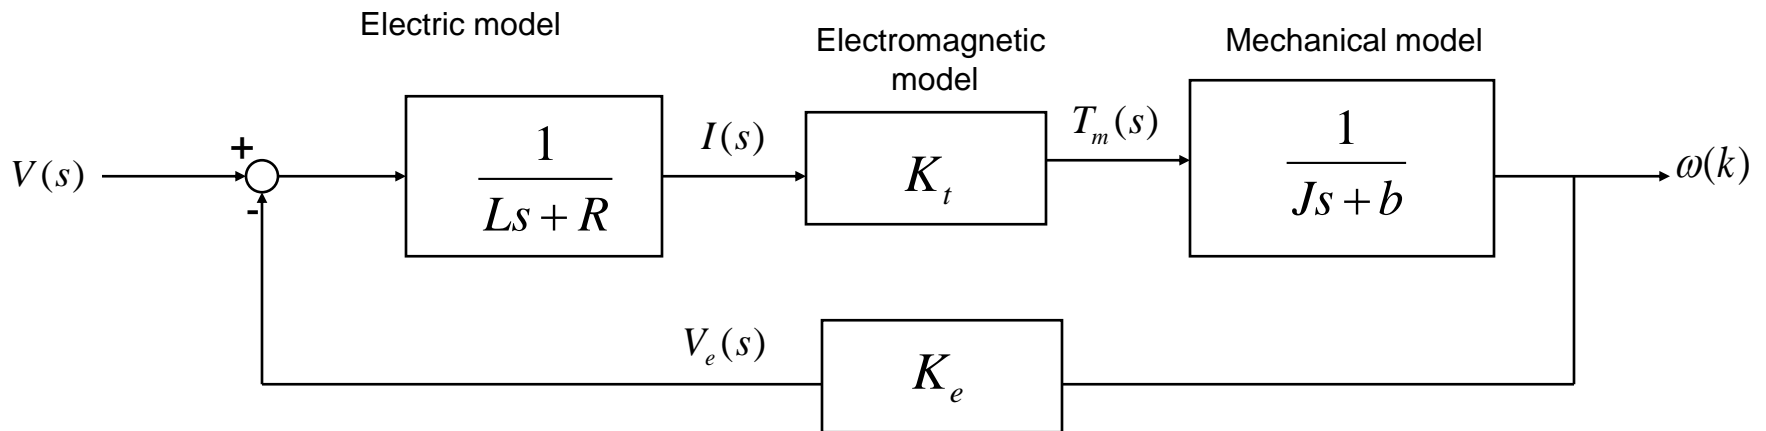 Electric model
Electromagnetic
model
Mechanical model
V(s)
+
-
1
Ls + R
I(s)
K_t
T_m(s)
1
Js + b
ω(k)
V_e(s)
K_e